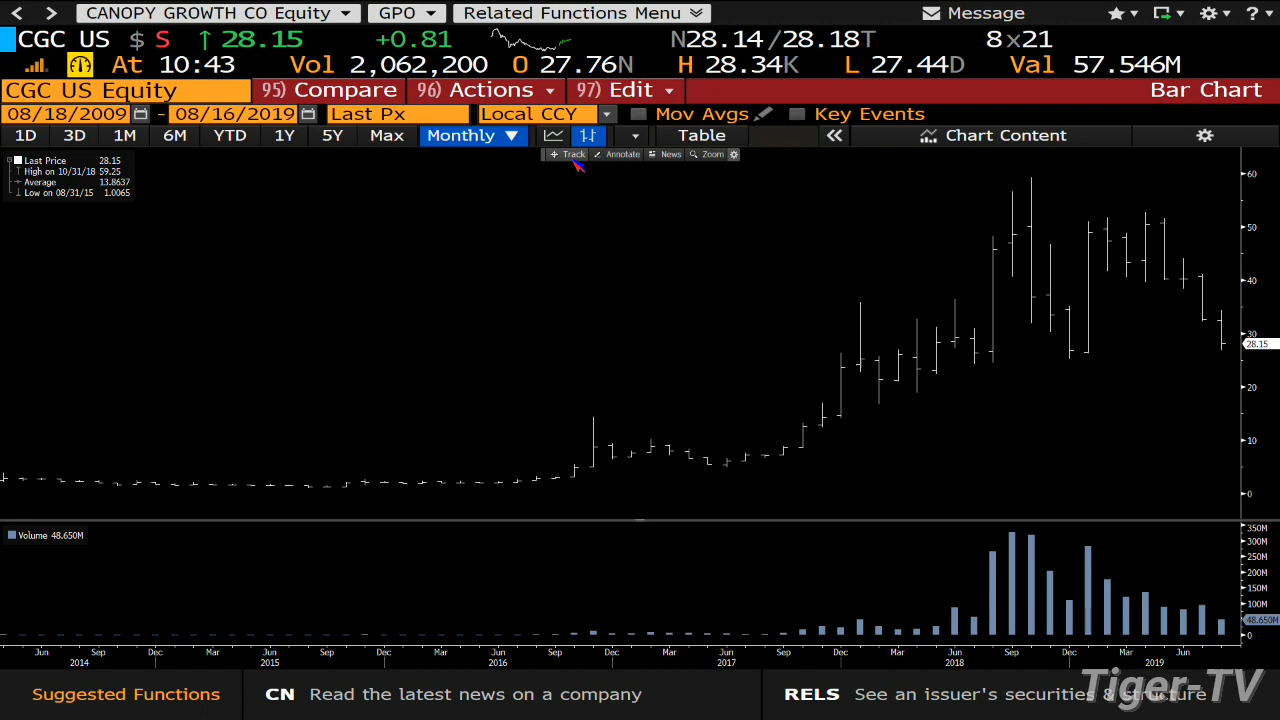 CANOPY GROWTH CO Equity GPO Related Functions Menu Message ?
CGC US $ S ↑ 28.15 +0.81 N28.14/28.18T 8x21
At 10:43 Vol 2,062,200 O 27.76N H 28.34K L 27.44D Val 57.546M
CGC US Equity 95) Compare 96) Actions 97) Edit Bar Chart
08/18/2009 - 08/16/2019 Last Px Local CCY Mov Avgs Key Events
1D 3D 1M 6M YTD 1Y 5Y Max Monthly ▼ Table « Chart Content
Track Annotate News Zoom
Last Price 28.15
High on 10/31/18 59.25
Average 13.8637
Low on 08/31/15 1.0065
60
50
40
30
28.15
20
10
0
Volume 48.650M
350M
300M
250M
200M
150M
100M
48.650M
0
Jun Sep Dec Mar Jun Sep Dec Mar Jun Sep Dec Mar Jun Sep Dec Mar Jun Sep Dec Mar Jun
2014 2015 2016 2017 2018 2019
Suggested Functions CN Read the latest news on a company RELS See an issuer's securities & structure
Tiger-TV